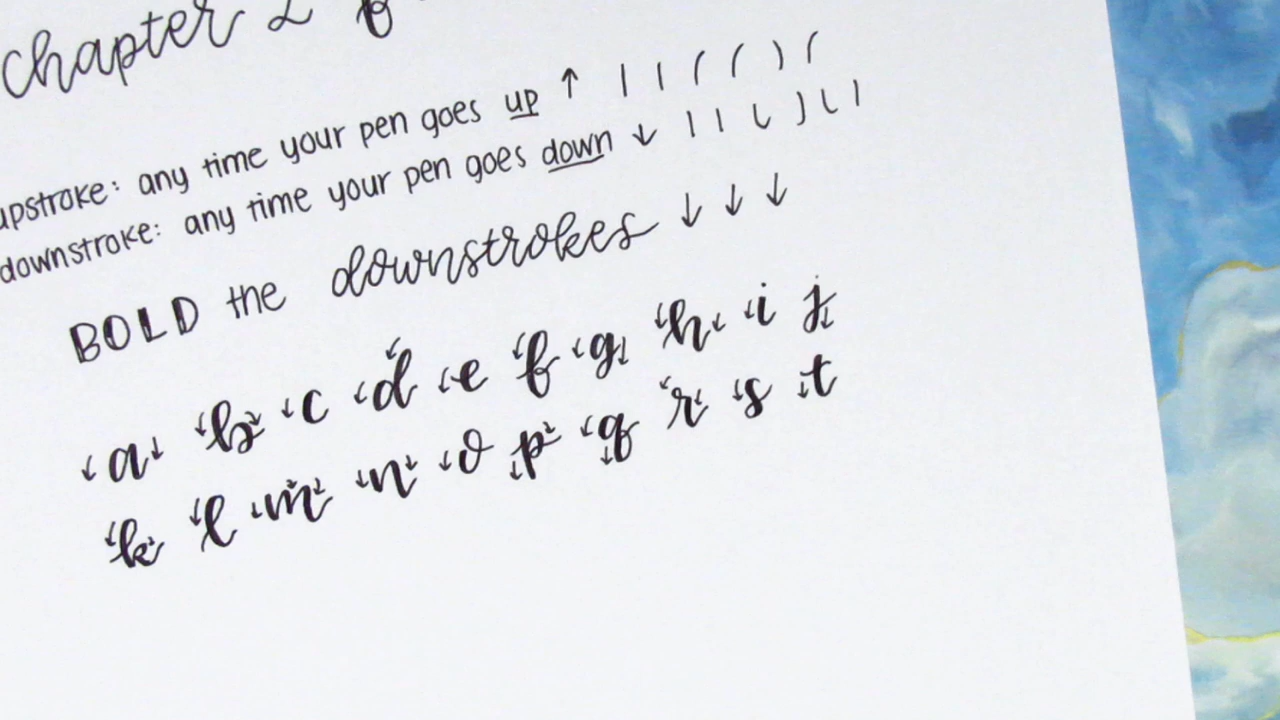 Chapter 2
upstroke: any time your pen goes up ↑
downstroke: any time your pen goes down ↓
BOLD the downstrokes ↓ ↓ ↓
a b c d e f g h i j
k l m n o p q r s t